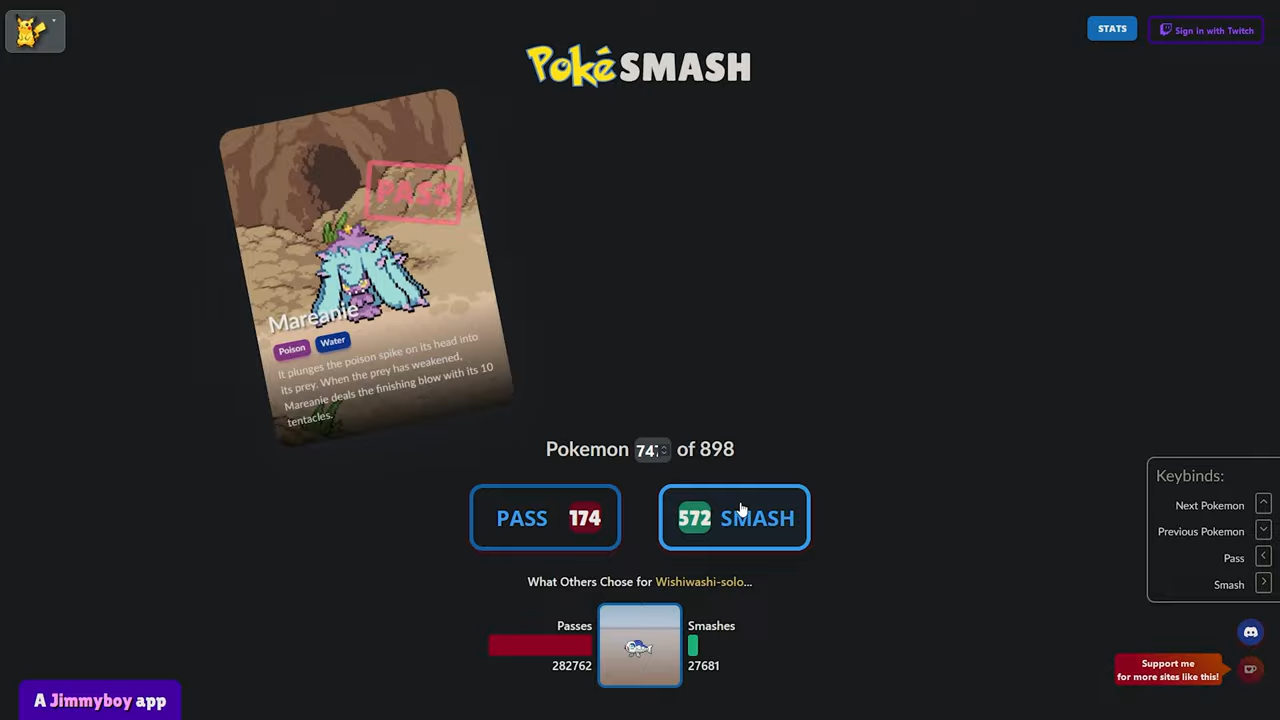 STATS
Sign in with Twitch
PokéSMASH
PASS
Mareanie
Poison
Water
It plunges the poison spike on its head into
its prey. When the prey has weakened,
Mareanie deals the finishing blow with its 10
tentacles.
Pokemon 747 of 898
PASS 174
572 SMASH
What Others Chose for Wishiwashi-solo...
Passes
282762
Smashes
27681
Keybinds:
Next Pokemon
Previous Pokemon
Pass
Smash
Support me
for more sites like this!
A Jimmyboy app